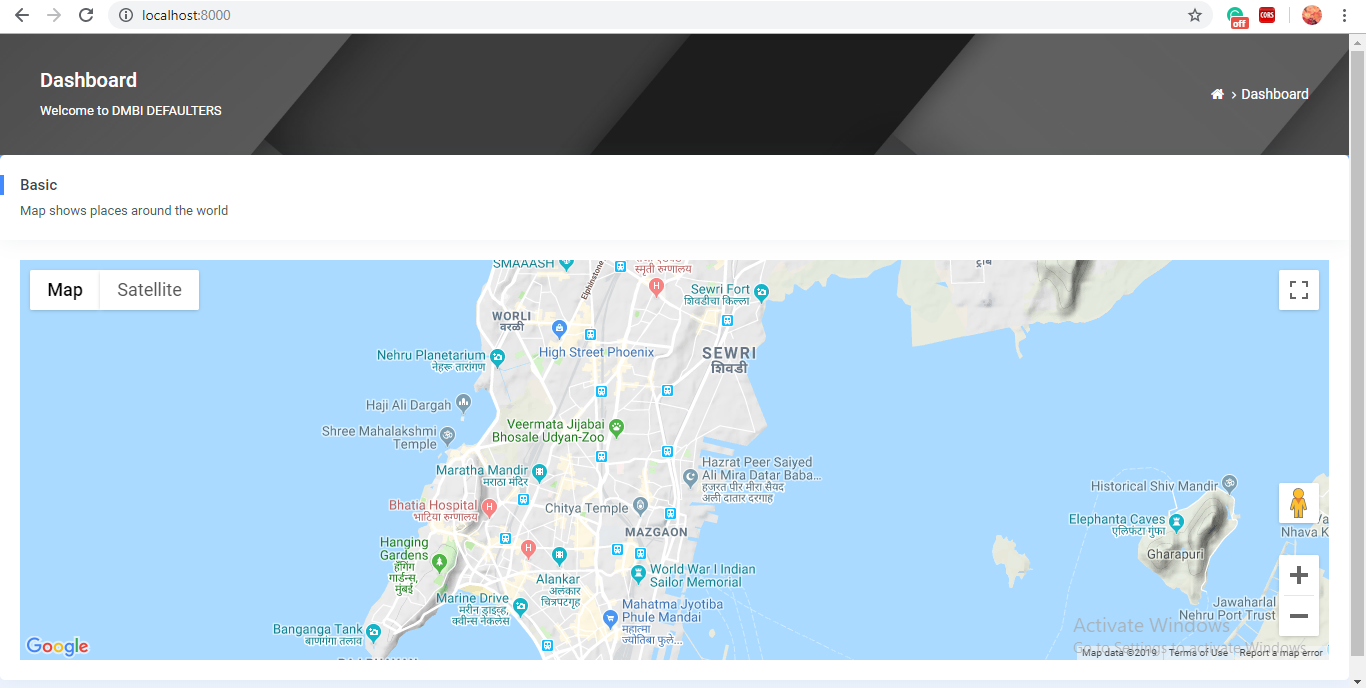 localhost:8000
off
CORS
Dashboard
Welcome to DMBI DEFAULTERS
› Dashboard
Basic
Map shows places around the world
Map
Satellite
SMAAASH
Elphinstone
स्मृती रुग्णालय
ट्रॉंबे
Sewri Fort
शिवडीचा किल्ला
WORLI
वरळी
High Street Phoenix
SEWRI
शिवडी
Nehru Planetarium
नेहरू तारांगण
Haji Ali Dargah
Shree Mahalakshmi
Temple
Veermata Jijabai
Bhosale Udyan-Zoo
Maratha Mandir
मराठा मंदिर
Hazrat Peer Saiyed
Ali Mira Datar Baba...
हजरत पीर मीरा सैयद
अली दातार दरगाह
Historical Shiv Mandir
Bhatia Hospital
भाटिया रुग्णालय
Chitya Temple
MAZGAON
Elephanta Caves
एलिफंटा गुंफा
Nhava K
Gharapuri
Hanging
Gardens
हँगिंग
गार्डन्स,
मुंबई
Alankar
अलंकार
चित्रपटगृह
World War I Indian
Sailor Memorial
Marine Drive
मरीन ड्राइव्ह,
क्वीन्स नेकलेस
Mahatma Jyotiba
Phule Mandai
महात्मा
ज्योतिबा फुले...
Jawaharlal
Nehru Port Trust
Banganga Tank
बाणगंगा तलाव
Google
Activate Windows
Go to Settings to activate Windows.
Map data ©2019
Terms of Use
Report a map error